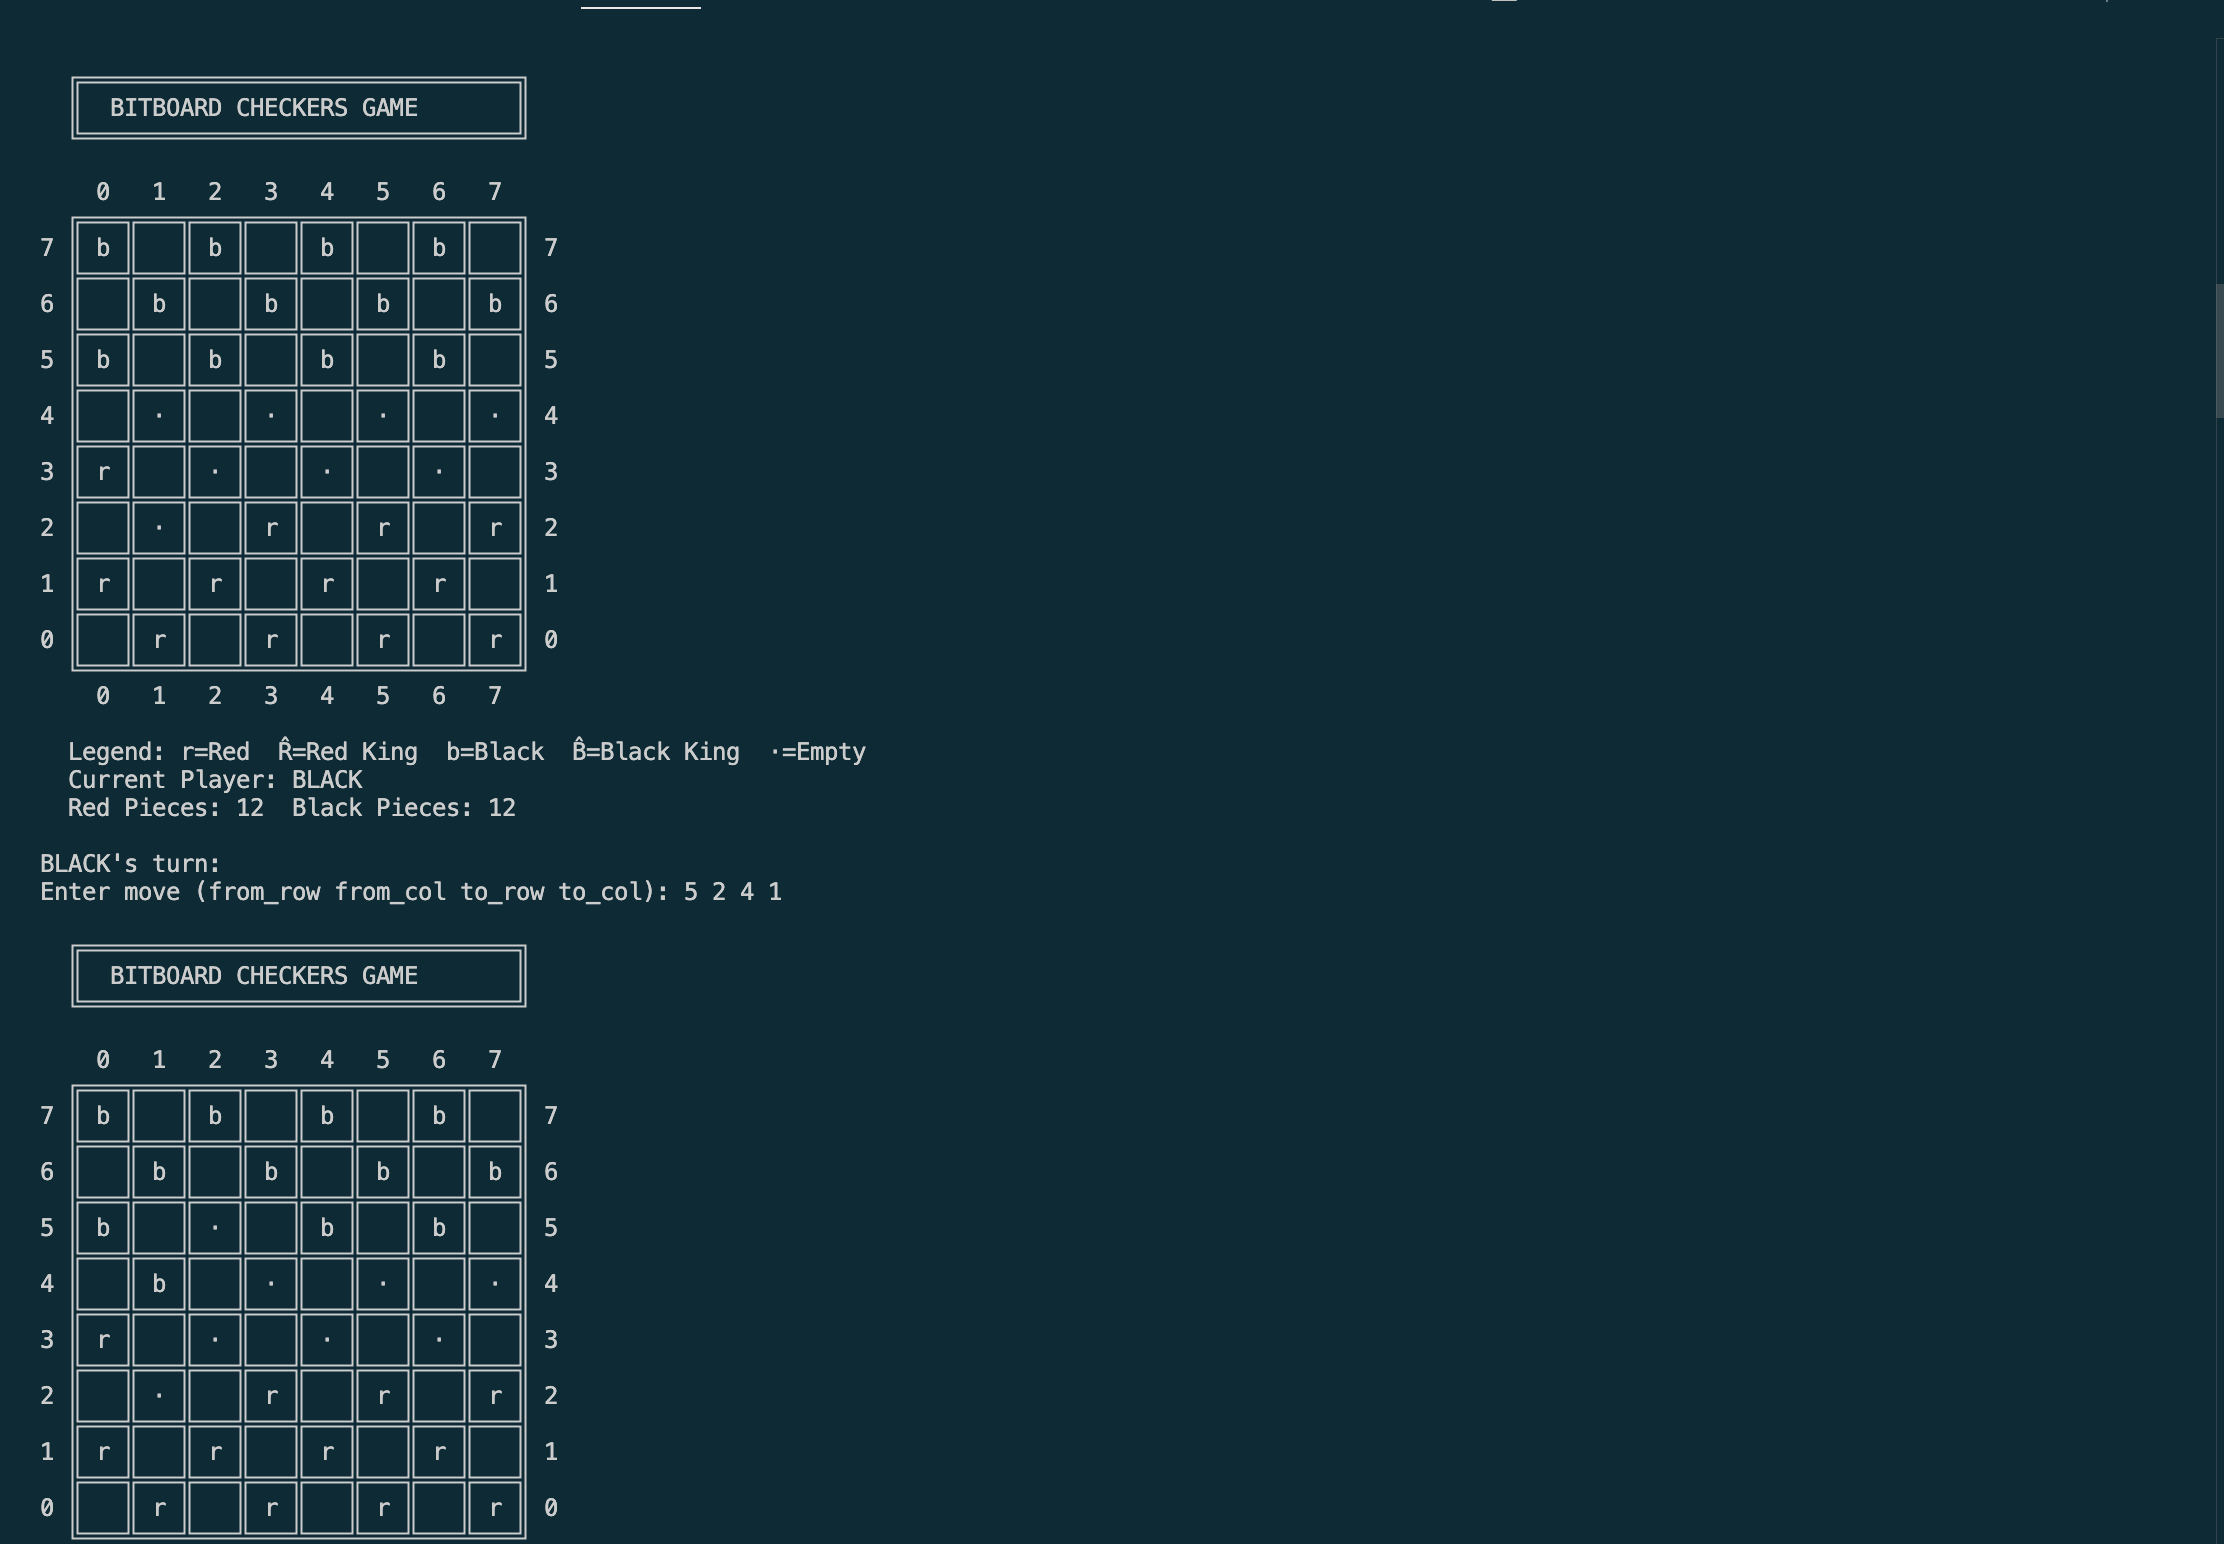 BITBOARD CHECKERS GAME
0 1 2 3 4 5 6 7
7 b b b b 7
6 b b b b 6
5 b b b b 5
4 · · · · 4
3 r · · · 3
2 · r r r 2
1 r r r r 1
0 r r r r 0
0 1 2 3 4 5 6 7
Legend: r=Red R̂=Red King b=Black B̂=Black King ·=Empty
Current Player: BLACK
Red Pieces: 12 Black Pieces: 12
BLACK's turn:
Enter move (from_row from_col to_row to_col): 5 2 4 1
BITBOARD CHECKERS GAME
0 1 2 3 4 5 6 7
7 b b b b 7
6 b b b b 6
5 b · b b 5
4 b · · · 4
3 r · · · 3
2 · r r r 2
1 r r r r 1
0 r r r r 0